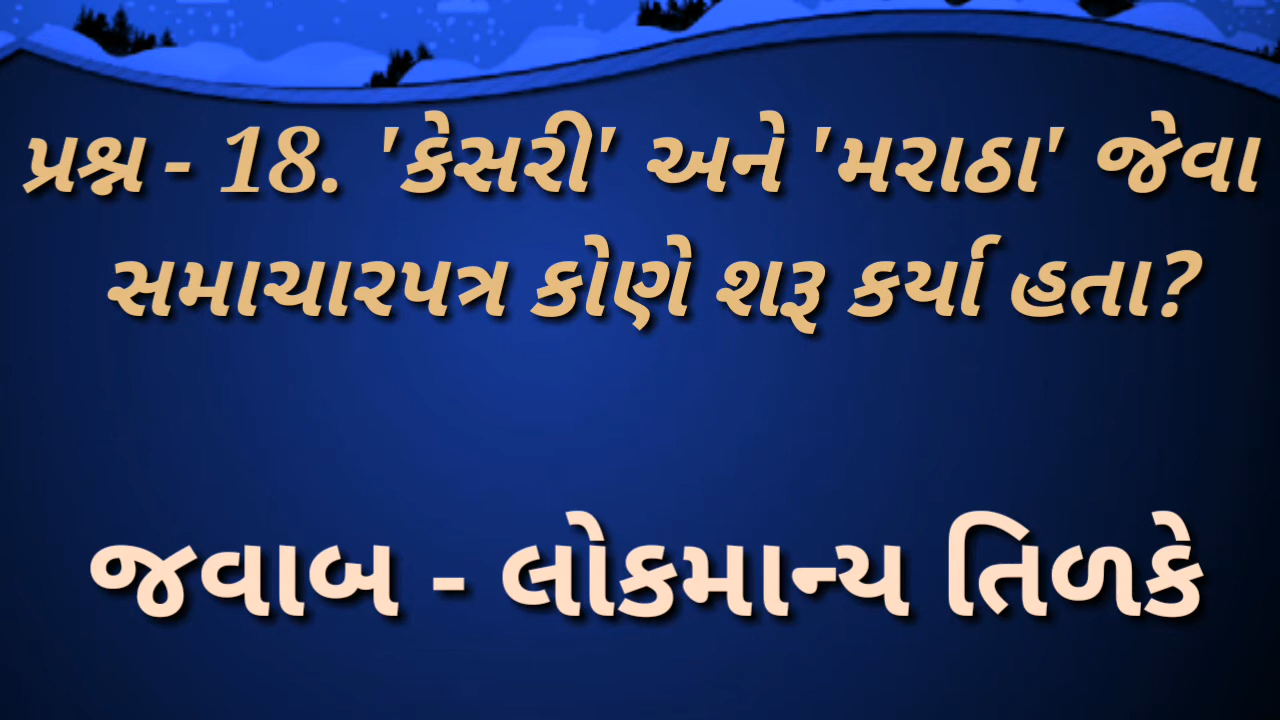 પ્રશ્ન - 18. 'કેસરી' અને 'મરાઠા' જેવા
સમાચારપત્ર કોણે શરૂ કર્યા હતા?
જવાબ - લોકમાન્ય તિળકે